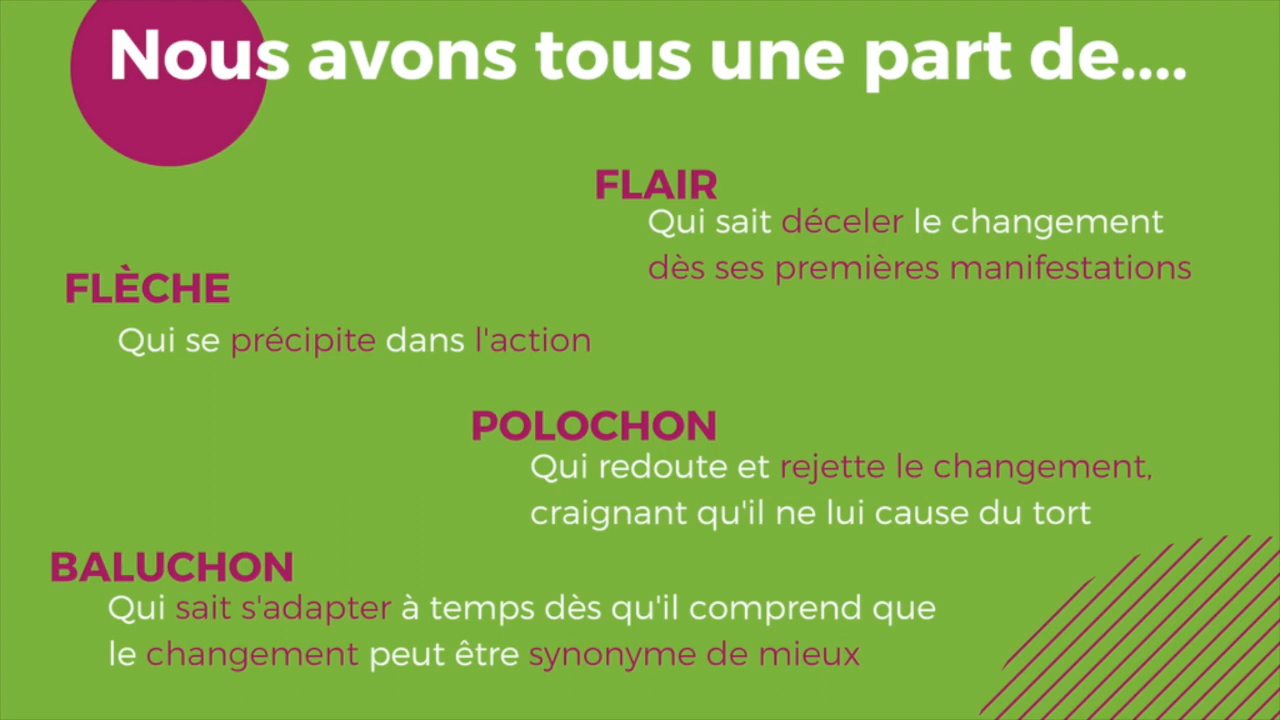 Nous avons tous une part de....
FLAIR
Qui sait déceler le changement
dès ses premières manifestations
FLÈCHE
Qui se précipite dans l'action
POLOCHON
Qui redoute et rejette le changement,
craignant qu'il ne lui cause du tort
BALUCHON
Qui sait s'adapter à temps dès qu'il comprend que
le changement peut être synonyme de mieux